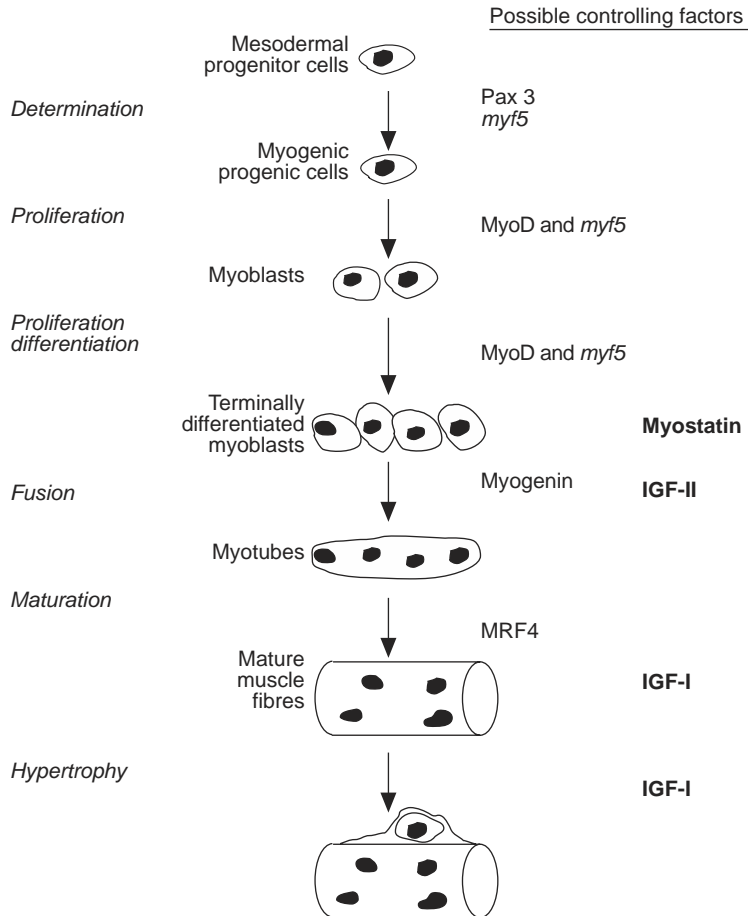 Possible controlling factors
Mesodermal
progenitor cells
Determination
Pax 3
myf5
Myogenic
progenic cells
Proliferation
MyoD and myf5
Myoblasts
Proliferation
differentiation
MyoD and myf5
Terminally
differentiated
myoblasts
Myostatin
Fusion
Myogenin
IGF-II
Myotubes
Maturation
MRF4
Mature
muscle
fibres
IGF-I
Hypertrophy
IGF-I